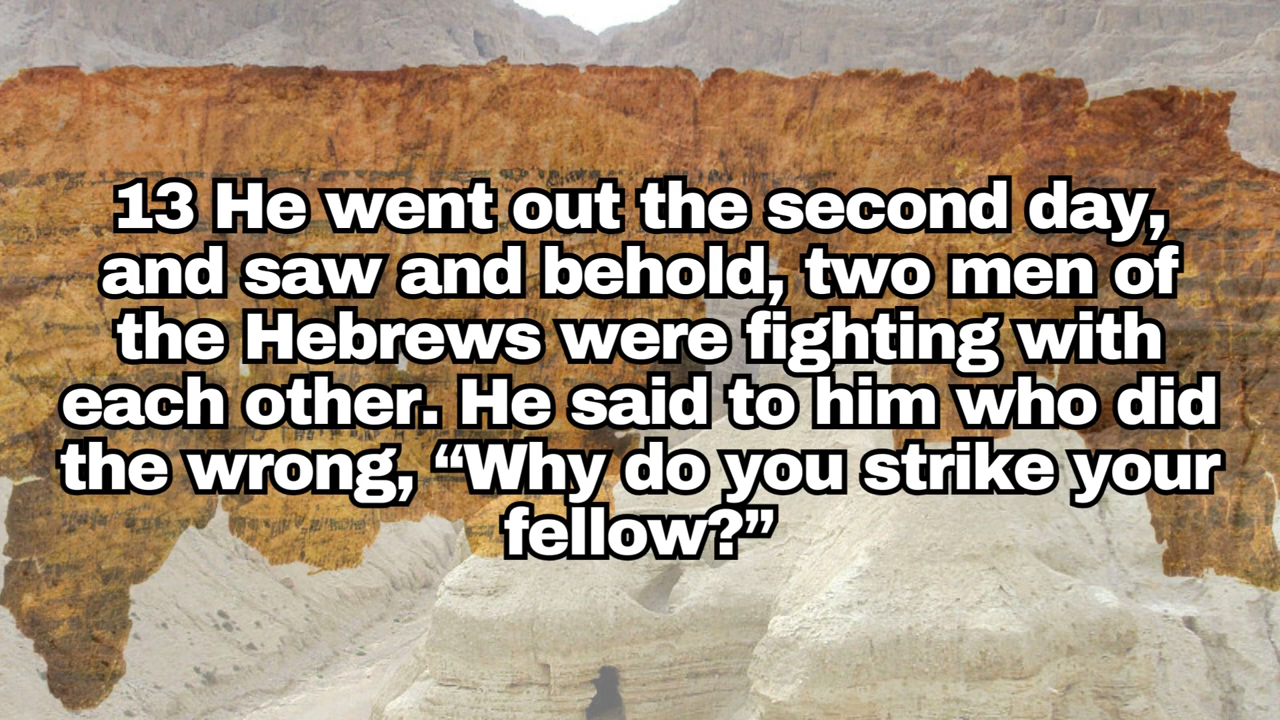 13 He went out the second day,
and saw and behold, two men of
the Hebrews were fighting with
each other. He said to him who did
the wrong, “Why do you strike your
fellow?”